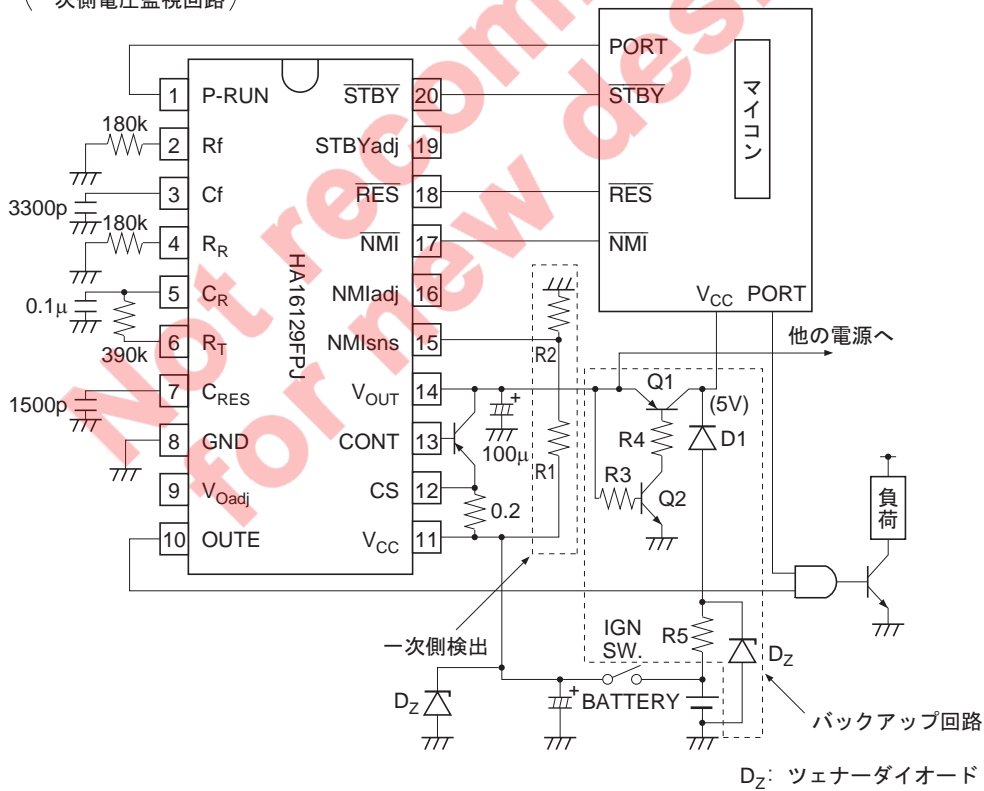 次側電圧監視回路）
Not recommended
for new design
PORT
STBY
マイコン
RES
NMI
VCC PORT
1 P-RUN
2 Rf
3 Cf
4 RR
5 CR
6 RT
7 CRES
8 GND
9 VOadj
10 OUTE
HA16129FPJ
STBY 20
STBYadj 19
RES 18
NMI 17
NMIadj 16
NMIsns 15
VOUT 14
CONT 13
CS 12
VCC 11
180k
3300p
180k
0.1μ
390k
1500p
R2
R1
100μ
0.2
他の電源へ
Q1
(5V)
R4
D1
R3
Q2
負荷
一次側検出
IGN
SW.
R5
DZ
DZ
BATTERY
バックアップ回路
DZ: ツェナーダイオード